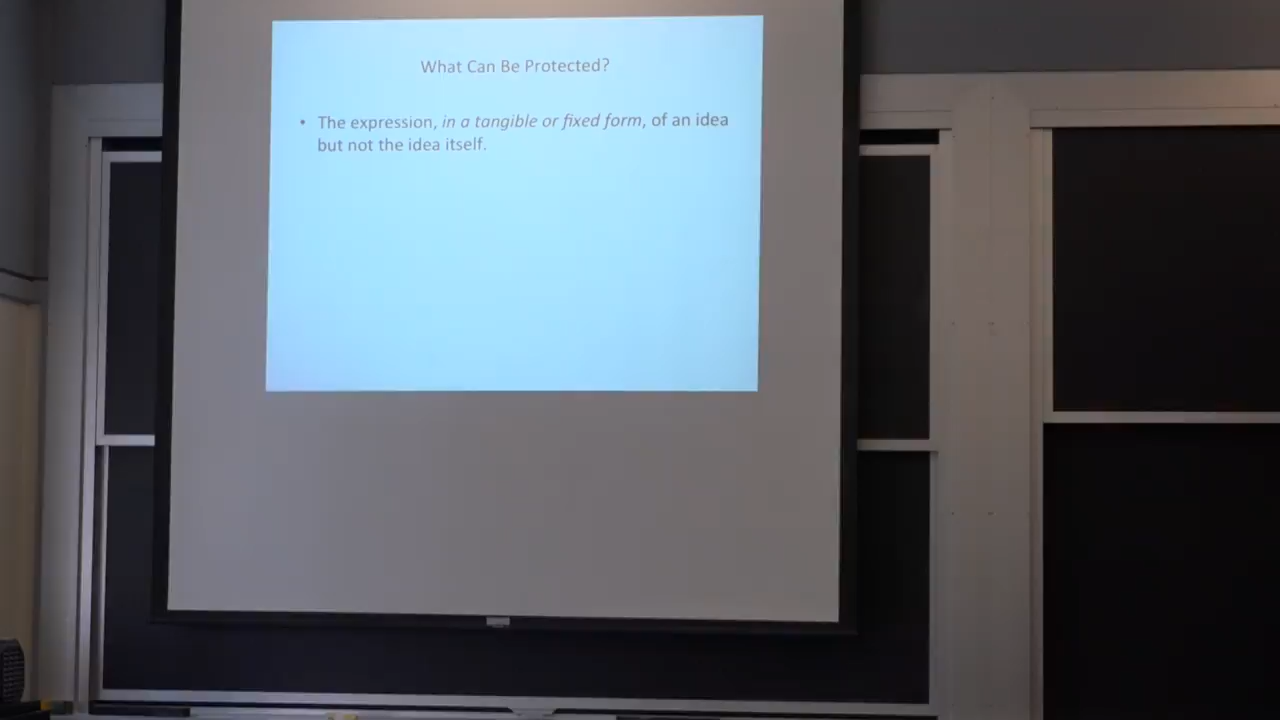 What Can Be Protected?
• The expression, in a tangible or fixed form, of an idea
but not the idea itself.